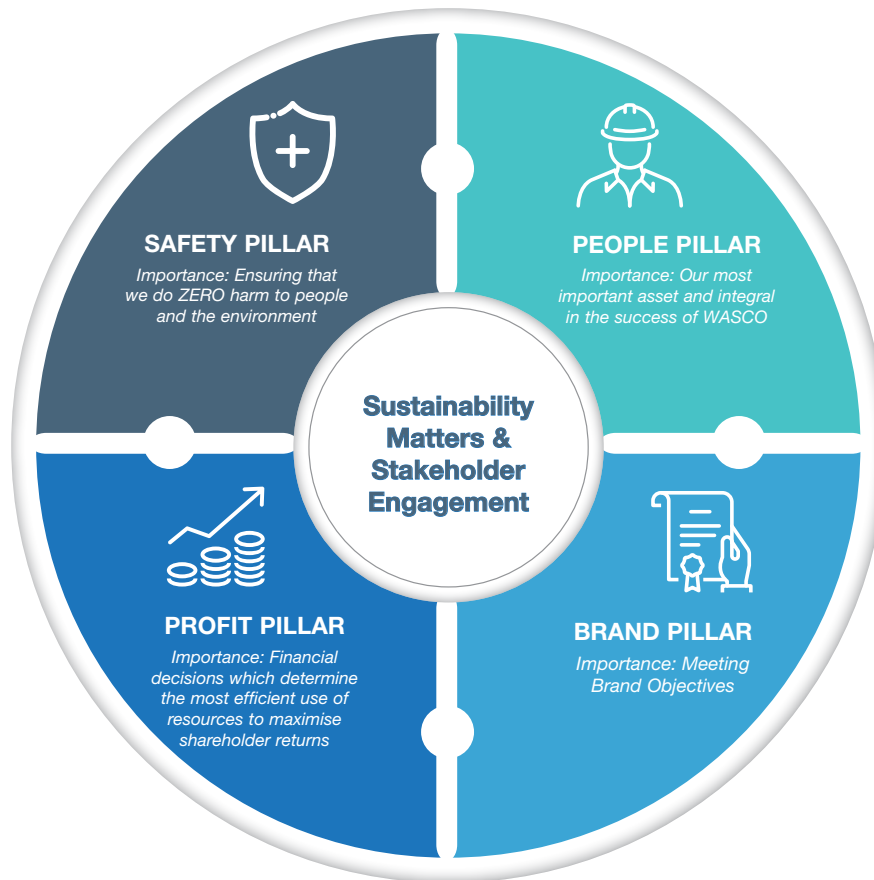 SAFETY PILLAR
Importance: Ensuring that
we do ZERO harm to people
and the environment
PEOPLE PILLAR
Importance: Our most
important asset and integral
in the success of WASCO
Sustainability
Matters &
Stakeholder
Engagement
PROFIT PILLAR
Importance: Financial
decisions which determine
the most efficient use of
resources to maximise
shareholder returns
BRAND PILLAR
Importance: Meeting
Brand Objectives